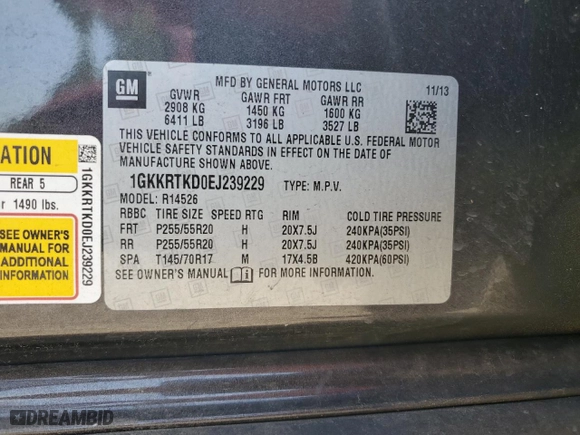 GM
MFD BY GENERAL MOTORS LLC
11/13
GVWR GAWR FRT GAWR RR
2908 KG 1450 KG 1600 KG
6411 LB 3196 LB 3527 LB
THIS VEHICLE CONFORMS TO ALL APPLICABLE U.S. FEDERAL MOTOR
VEHICLE SAFETY STANDARDS IN EFFECT ON THE DATE OF
MANUFACTURE SHOWN ABOVE.
1GKKRTKD0EJ239229 TYPE: M.P.V.
MODEL: R14526
RBBC TIRE SIZE SPEED RTG RIM
FRT P255/55R20 H 20X7.5J 240KPA(35PSI)
RR P255/55R20 H 20X7.5J 240KPA(35PSI)
SPA T145/70R17 M 17X4.5B 420KPA(60PSI)
SEE OWNER'S MANUAL FOR MORE INFORMATION.
ATION
REAR 5
r 1490 lbs.
SEE OWNER'S
MANUAL FOR
ADDITIONAL
INFORMATION
1GKKRTKD0EJ239229
DREAMBID